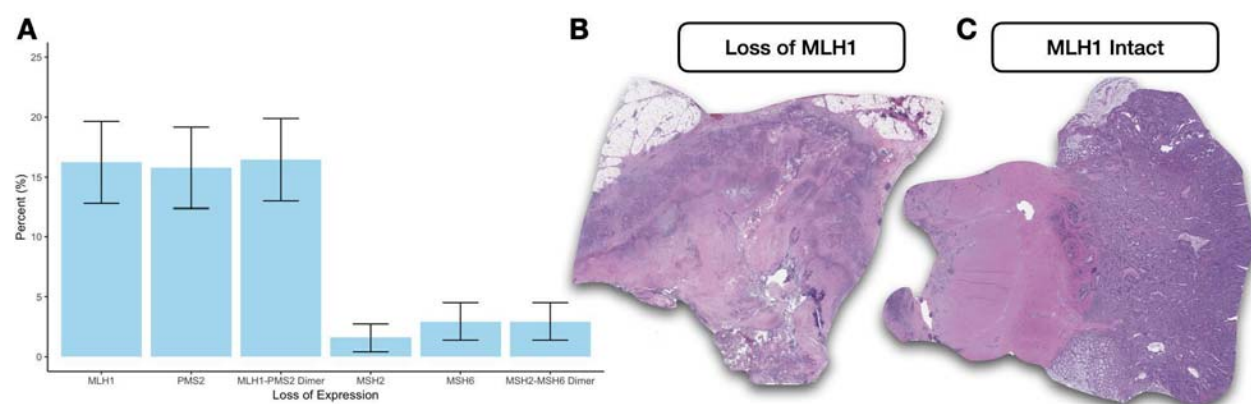 A
25
20
15
10
5
0
Percent (%)
MLH1 PMS2 MLH1-PMS2 Dimer MSH2 MSH6 MSH2-MSH6 Dimer
Loss of Expression
B
Loss of MLH1
C
MLH1 Intact